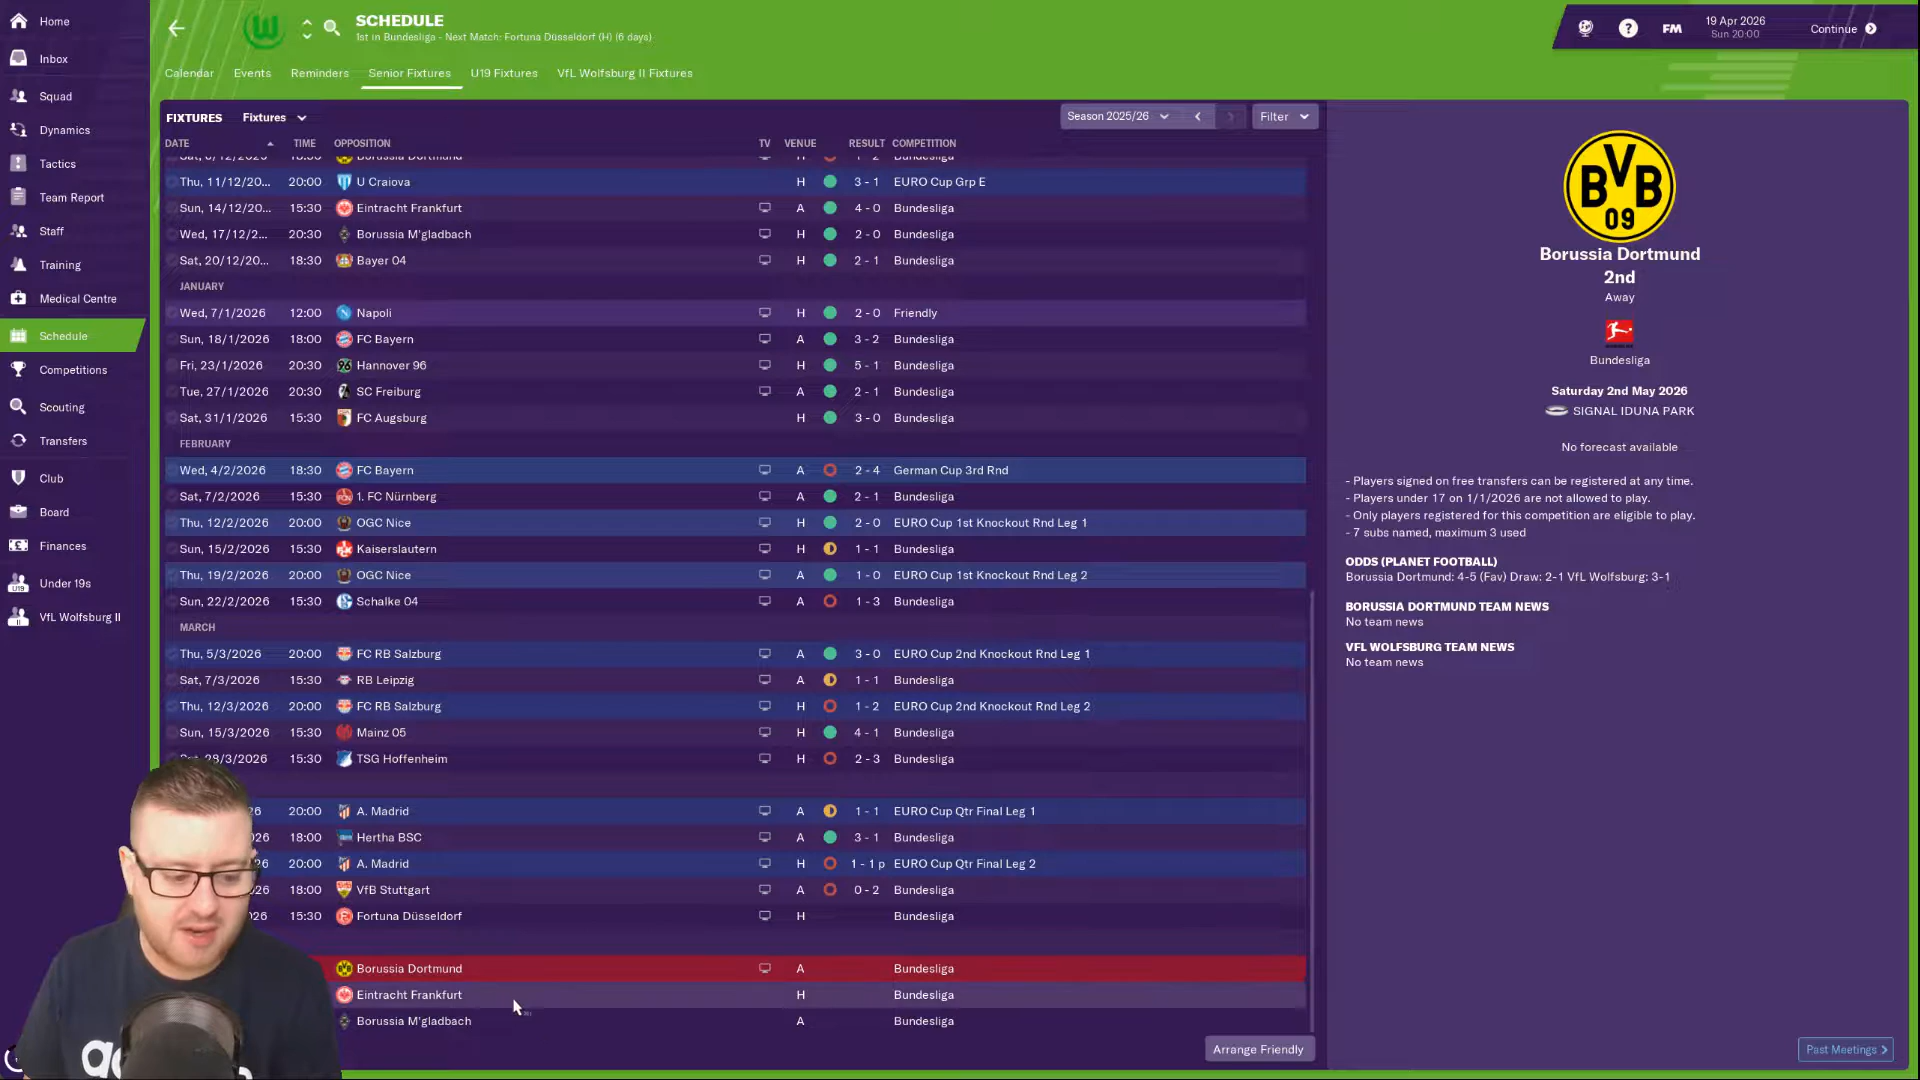 Home
Inbox
Squad
Dynamics
Tactics
Team Report
Staff
Training
Medical Centre
Schedule
Competitions
Scouting
Transfers
Club
Board
Finances
Under 19s
VfL Wolfsburg II
SCHEDULE
1st in Bundesliga - Next Match: Fortuna Düsseldorf (H) (6 days)
19 Apr 2026
Sun 20:00
FM
Continue
Calendar Events Reminders Senior Fixtures U19 Fixtures VfL Wolfsburg II Fixtures
FIXTURES Fixtures Season 2025/26 Filter
DATE TIME OPPOSITION TV VENUE RESULT COMPETITION
Borussia Dortmund H 1 - 2 Bundesliga
Thu, 11/12/20... 20:00 U Craiova H 3 - 1 EURO Cup Grp E
Sun, 14/12/20... 15:30 Eintracht Frankfurt A 4 - 0 Bundesliga
Wed, 17/12/2... 20:30 Borussia M'gladbach H 2 - 0 Bundesliga
Sat, 20/12/20... 18:30 Bayer 04 H 2 - 1 Bundesliga
JANUARY
Wed, 7/1/2026 12:00 Napoli H 2 - 0 Friendly
Sun, 18/1/2026 18:00 FC Bayern A 3 - 2 Bundesliga
Fri, 23/1/2026 20:30 Hannover 96 H 5 - 1 Bundesliga
Tue, 27/1/2026 20:30 SC Freiburg A 2 - 1 Bundesliga
Sat, 31/1/2026 15:30 FC Augsburg H 3 - 0 Bundesliga
FEBRUARY
Wed, 4/2/2026 18:30 FC Bayern A 2 - 4 German Cup 3rd Rnd
Sat, 7/2/2026 15:30 1. FC Nürnberg A 2 - 1 Bundesliga
Thu, 12/2/2026 20:00 OGC Nice H 2 - 0 EURO Cup 1st Knockout Rnd Leg 1
Sun, 15/2/2026 15:30 Kaiserslautern H 1 - 1 Bundesliga
Thu, 19/2/2026 20:00 OGC Nice A 1 - 0 EURO Cup 1st Knockout Rnd Leg 2
Sun, 22/2/2026 15:30 Schalke 04 A 1 - 3 Bundesliga
MARCH
Thu, 5/3/2026 20:00 FC RB Salzburg A 3 - 0 EURO Cup 2nd Knockout Rnd Leg 1
Sat, 7/3/2026 15:30 RB Leipzig A 1 - 1 Bundesliga
Thu, 12/3/2026 20:00 FC RB Salzburg H 1 - 2 EURO Cup 2nd Knockout Rnd Leg 2
Sun, 15/3/2026 15:30 Mainz 05 H 4 - 1 Bundesliga
Sat, 28/3/2026 15:30 TSG Hoffenheim H 2 - 3 Bundesliga
26 20:00 A. Madrid A 1 - 1 EURO Cup Qtr Final Leg 1
026 18:00 Hertha BSC A 3 - 1 Bundesliga
26 20:00 A. Madrid H 1 - 1 p EURO Cup Qtr Final Leg 2
026 18:00 VfB Stuttgart A 0 - 2 Bundesliga
026 15:30 Fortuna Düsseldorf H Bundesliga
Borussia Dortmund A Bundesliga
Eintracht Frankfurt H Bundesliga
Borussia M'gladbach A Bundesliga
Arrange Friendly
BVB
09
Borussia Dortmund
2nd
Away
Bundesliga
Saturday 2nd May 2026
SIGNAL IDUNA PARK
No forecast available
- Players signed on free transfers can be registered at any time.
- Players under 17 on 1/1/2026 are not allowed to play.
- Only players registered for this competition are eligible to play.
- 7 subs named, maximum 3 used
ODDS (PLANET FOOTBALL)
Borussia Dortmund: 4-5 (Fav) Draw: 2-1 VfL Wolfsburg: 3-1
BORUSSIA DORTMUND TEAM NEWS
No team news
VFL WOLFSBURG TEAM NEWS
No team news
Past Meetings